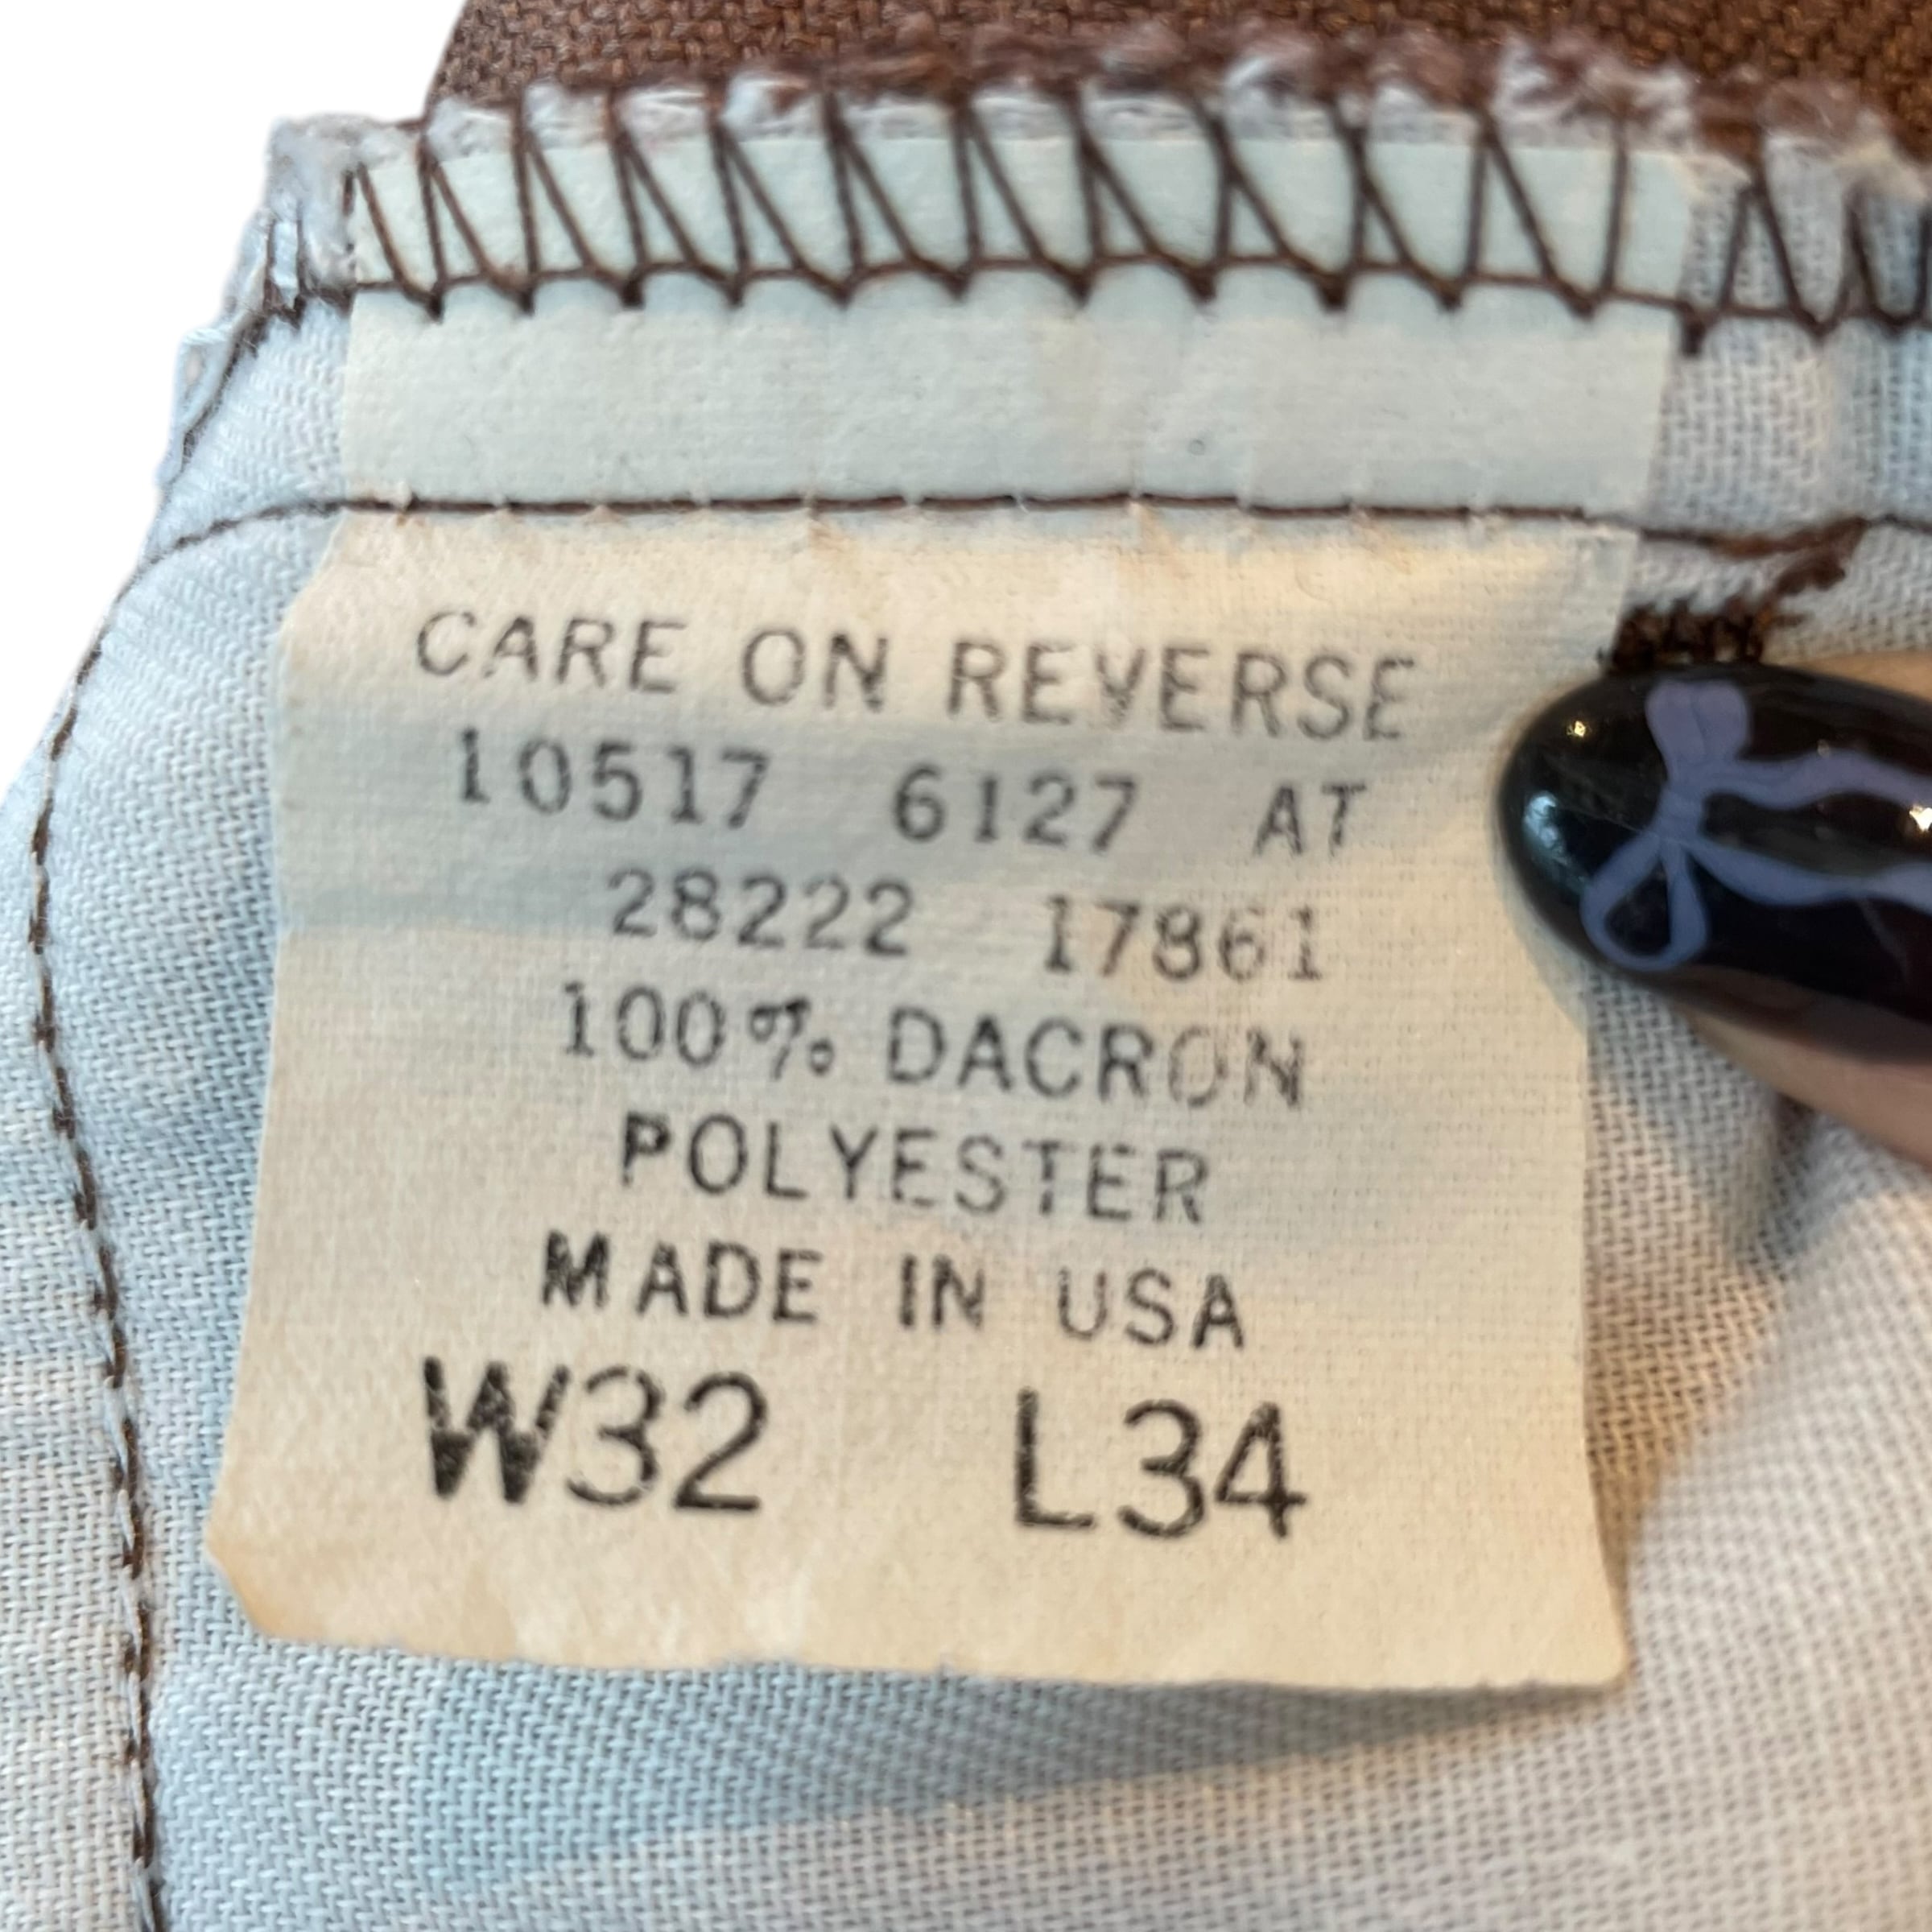 CARE ON REVERSE
10517 6127 AT
28222 17861
100% DACRON
POLYESTER
MADE IN USA
W32 L34